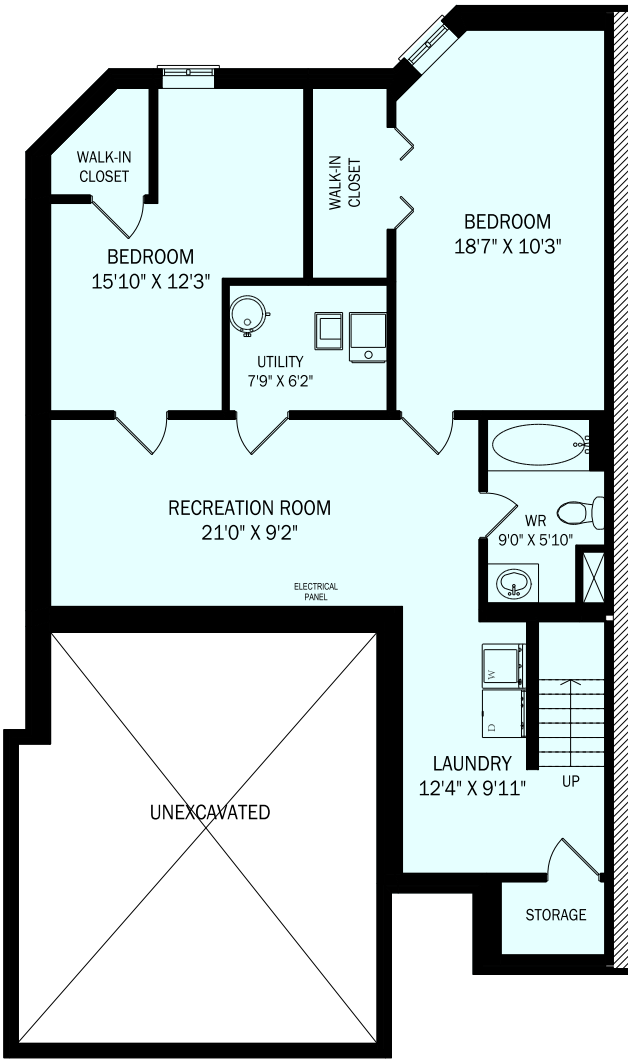 WALK-IN
CLOSET
WALK-IN
CLOSET
BEDROOM
18'7" X 10'3"
BEDROOM
15'10" X 12'3"
UTILITY
7'9" X 6'2"
RECREATION ROOM
21'0" X 9'2"
WR
9'0" X 5'10"
ELECTRICAL
PANEL
W
D
LAUNDRY
12'4" X 9'11"
UP
UNEXCAVATED
STORAGE